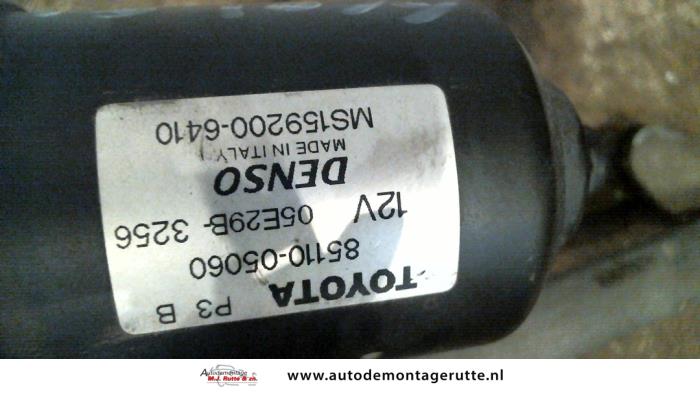 TOYOTA P3 B
85110-05060
12V 05E29B- 3256
DENSO
MADE IN ITALY
MS159200-6410
Autodemontage
M.J. Rutte & zn.
www.autodemontagerutte.nl